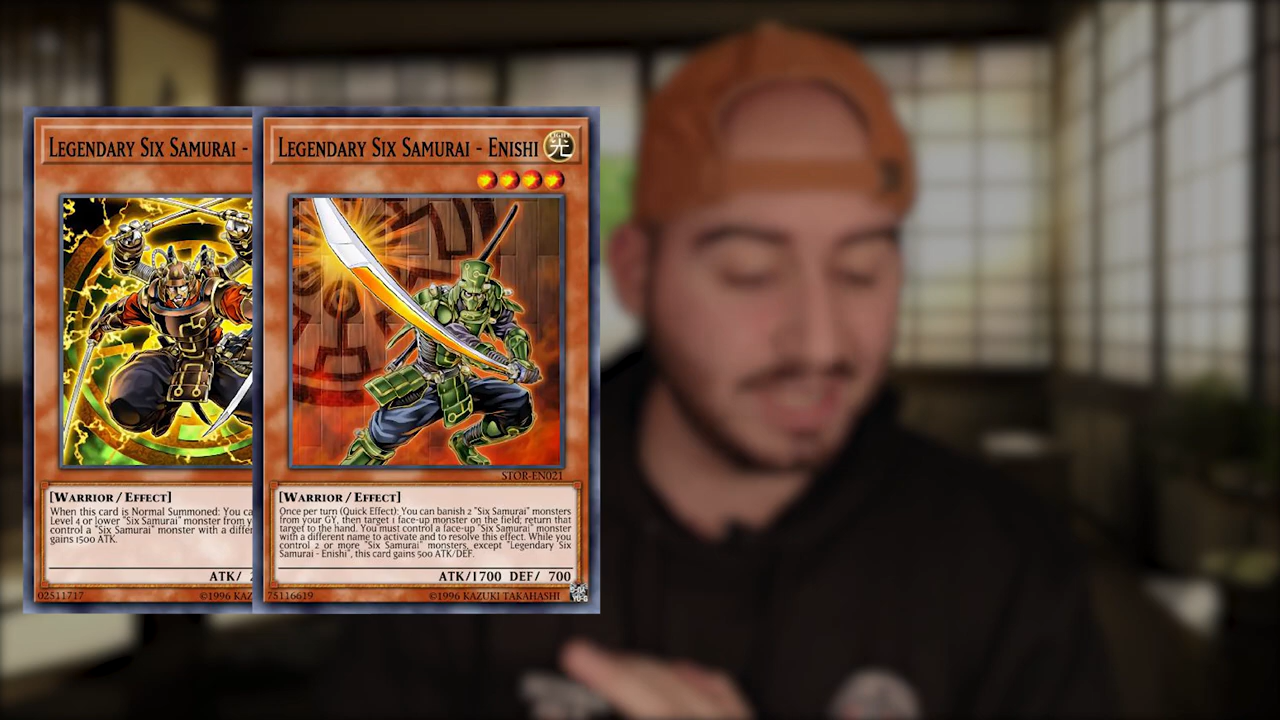 LEGENDARY SIX SAMURAI -
[WARRIOR / EFFECT]
When this card is Normal Summoned: You
Level 4 or lower "Six Samurai" monster from
control a "Six Samurai" monster with a
gains 1500 ATK.
ATK/
02511717
©1996
LEGENDARY SIX SAMURAI - ENISHI
光
STOR-EN021
[WARRIOR / EFFECT]
Once per turn (Quick Effect): You can banish 2 "Six Samurai" monsters
from your GY, then target 1 face-up monster on the field; return that
target to the hand. You must control a face-up "Six Samurai" monster
with a different name to activate and to resolve this effect. While you
control 2 or more "Six Samurai" monsters, except "Legendary Six
Samurai - Enishi", this card gains 500 ATK/DEF.
ATK/1700 DEF/ 700
75116619
©1996 KAZUKI TAKAHASHI